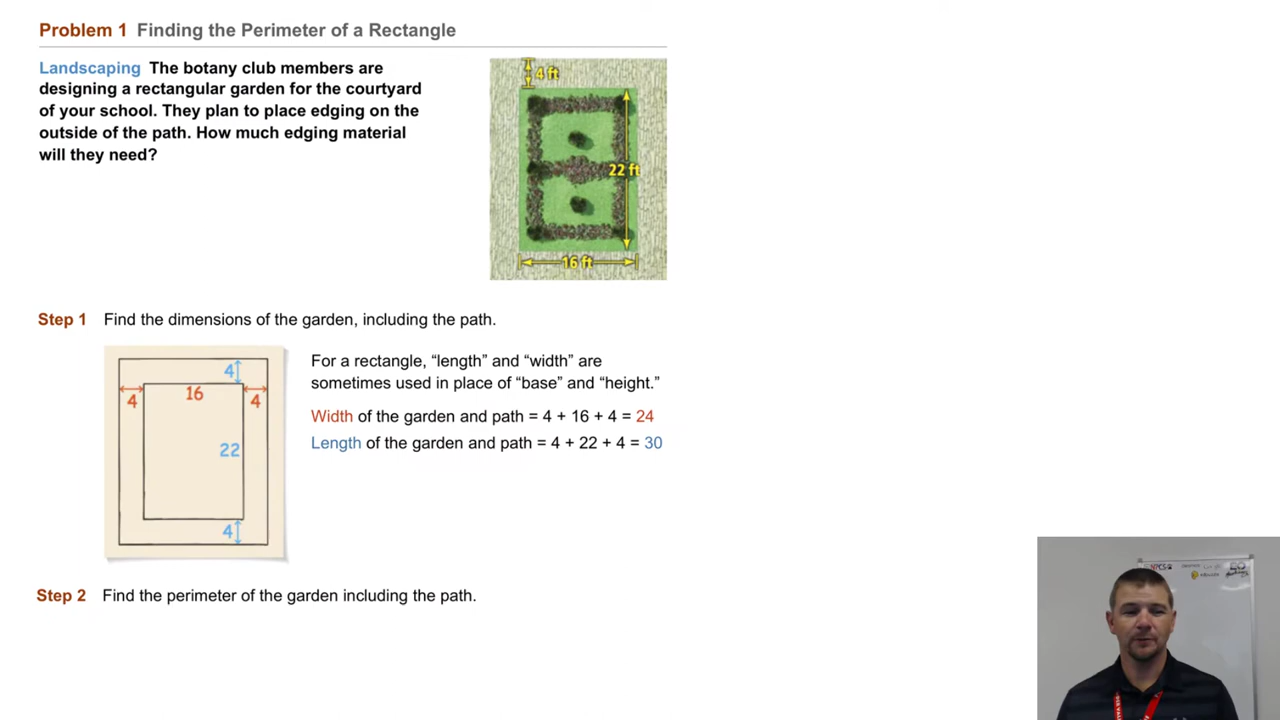 Problem 1 Finding the Perimeter of a Rectangle
Landscaping The botany club members are
designing a rectangular garden for the courtyard
of your school. They plan to place edging on the
outside of the path. How much edging material
will they need?
4 ft
22 ft
16 ft
Step 1 Find the dimensions of the garden, including the path.
4
16
4
4
22
4
For a rectangle, “length” and “width” are
sometimes used in place of “base” and “height.”
Width of the garden and path = 4 + 16 + 4 = 24
Length of the garden and path = 4 + 22 + 4 = 30
Step 2 Find the perimeter of the garden including the path.